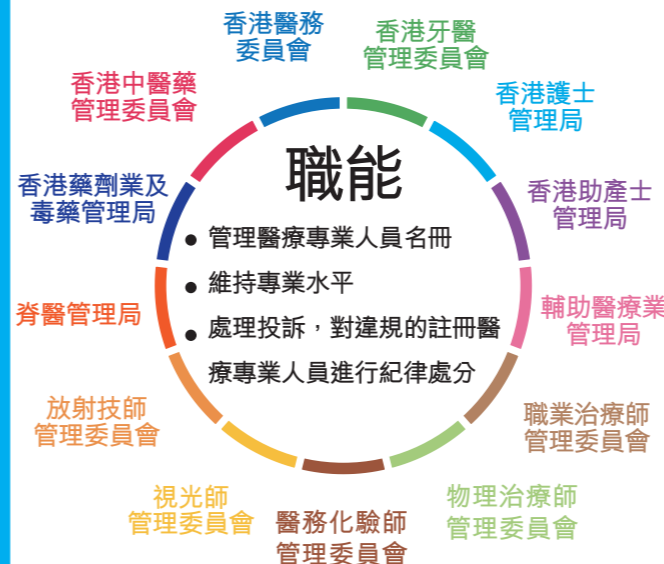 香港醫務
委員會
香港牙醫
管理委員會
香港護士
管理局
香港助產士
管理局
輔助醫療業
管理局
職業治療師
管理委員會
物理治療師
管理委員會
醫務化驗師
管理委員會
視光師
管理委員會
放射技師
管理委員會
脊醫管理局
香港藥劑業及
毒藥管理局
香港中醫藥
管理委員會
職能
● 管理醫療專業人員名冊
● 維持專業水平
● 處理投訴，對違規的註冊醫
療專業人員進行紀律處分